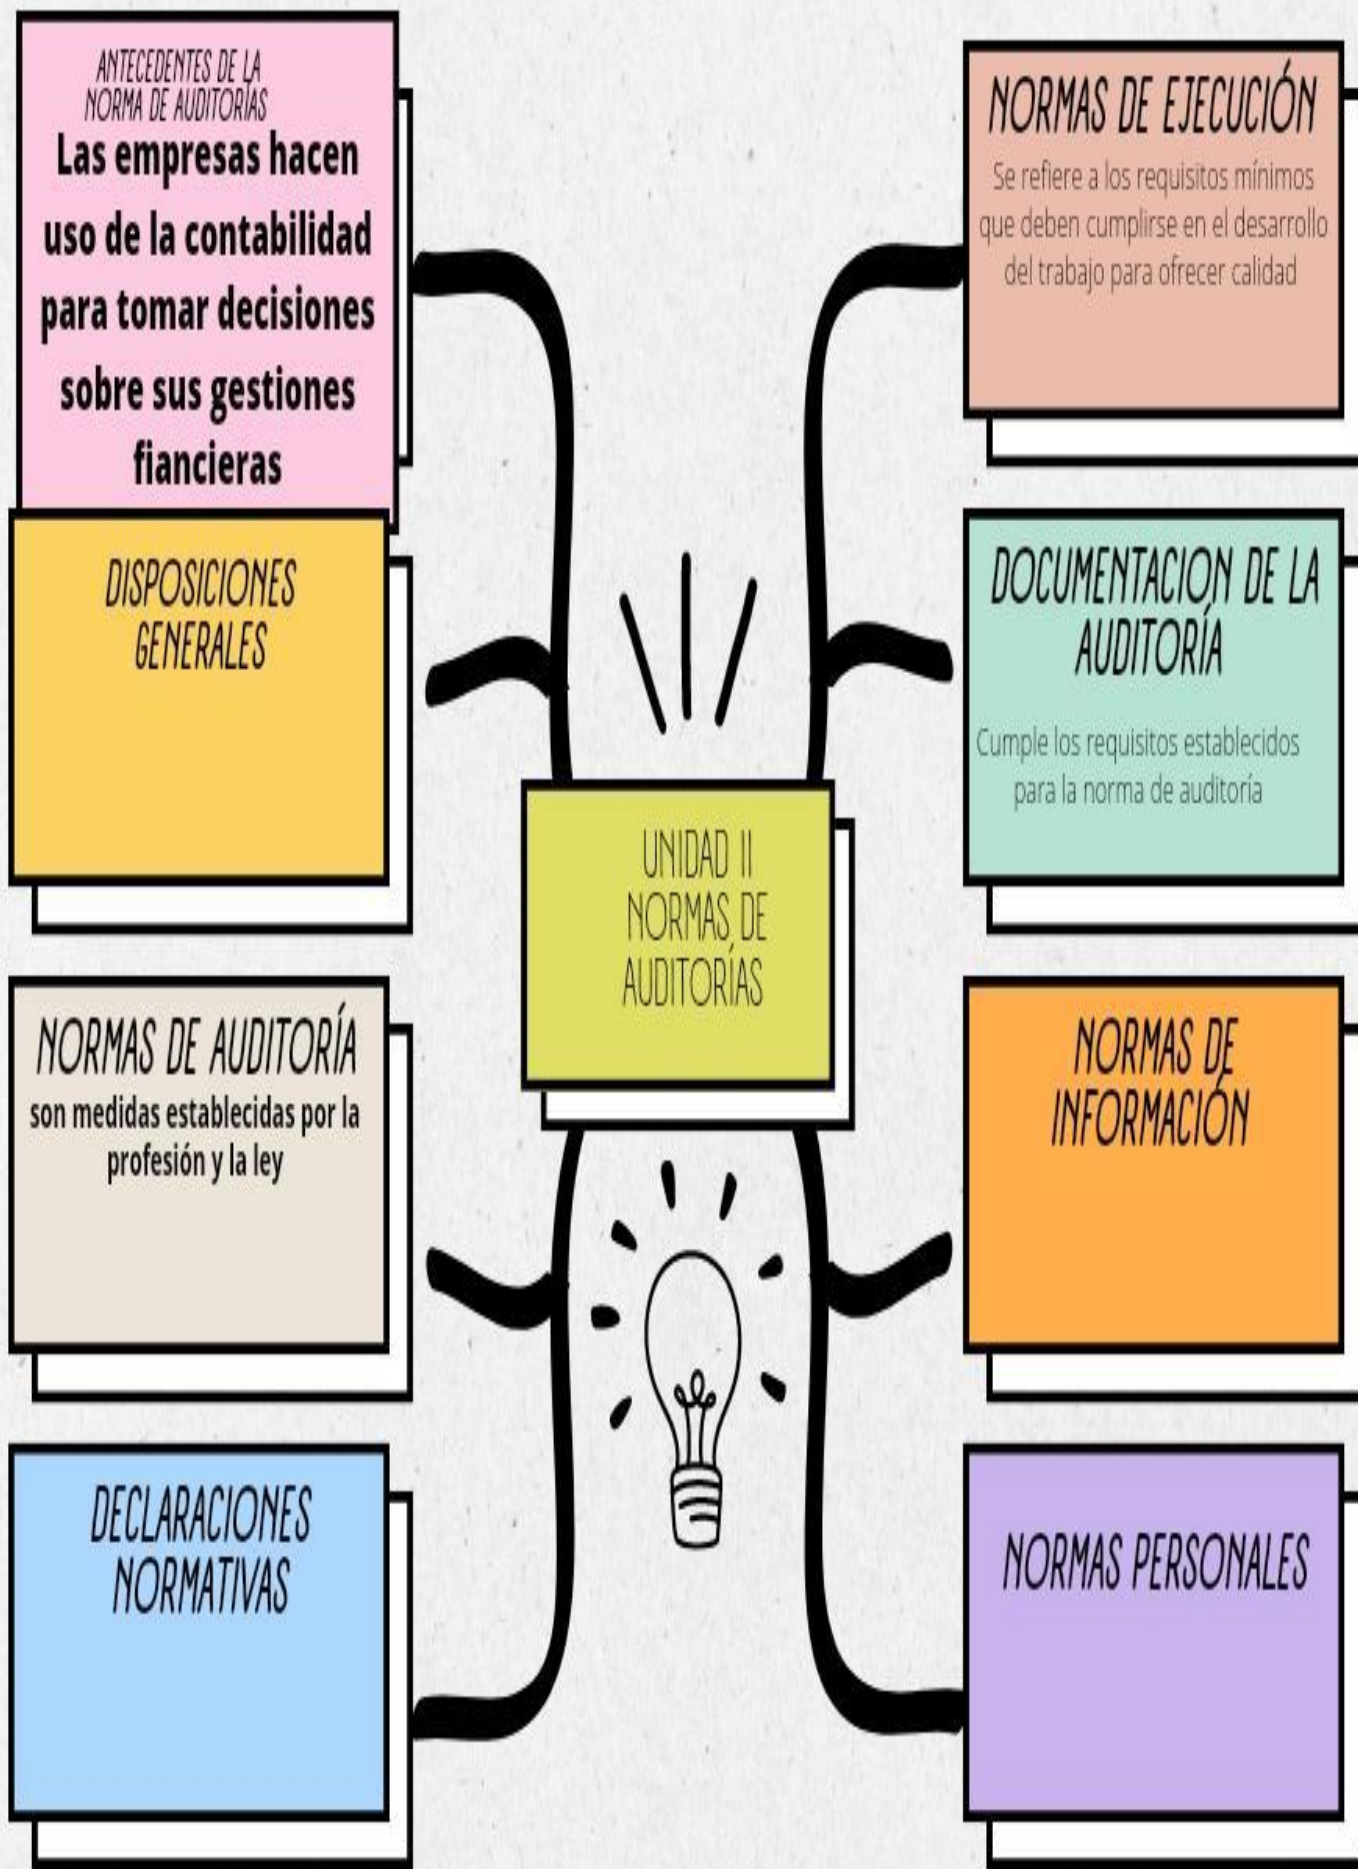 ANTECEDENTES DE LA
NORMA DE AUDITORÍAS
Las empresas hacen
uso de la contabilidad
para tomar decisiones
sobre sus gestiones
fiancieras
DISPOSICIONES
GENERALES
NORMAS DE AUDITORÍA
son medidas establecidas por la
profesión y la ley
DECLARACIONES
NORMATIVAS
UNIDAD II
NORMAS DE
AUDITORÍAS
NORMAS DE EJECUCIÓN
Se refiere a los requisitos mínimos
que deben cumplirse en el desarrollo
del trabajo para ofrecer calidad
DOCUMENTACION DE LA
AUDITORÍA
Cumple los requisitos establecidos
para la norma de auditoría
NORMAS DE
INFORMACIÓN
NORMAS PERSONALES